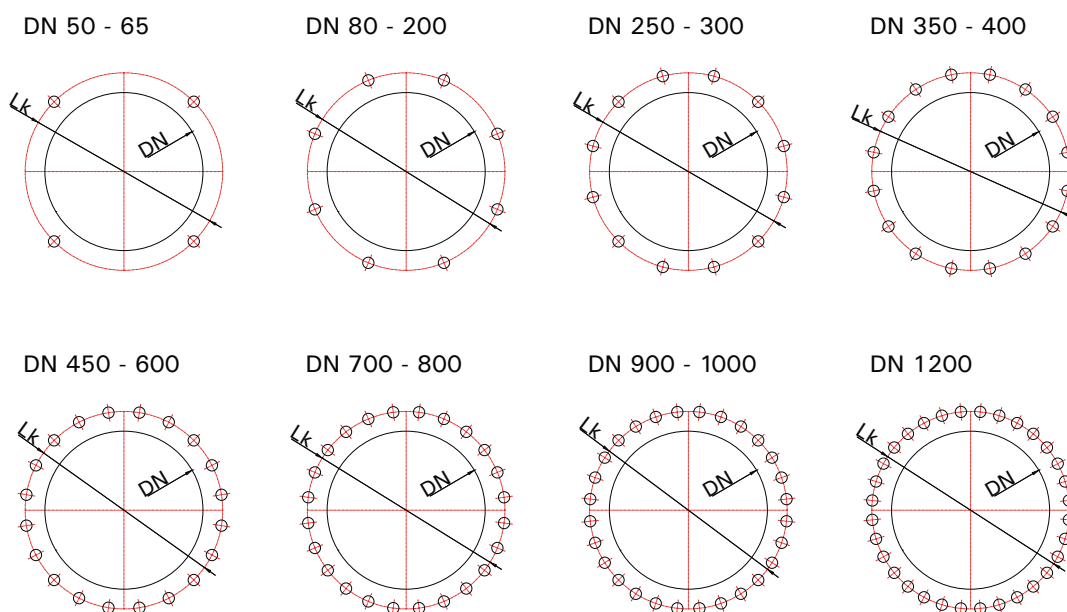 DN 50 - 65
DN 80 - 200
DN 250 - 300
DN 350 - 400
Lk
DN
Lk
DN
Lk
DN
Lk
DN
DN 450 - 600
DN 700 - 800
DN 900 - 1000
DN 1200
Lk
DN
Lk
DN
Lk
DN
Lk
DN